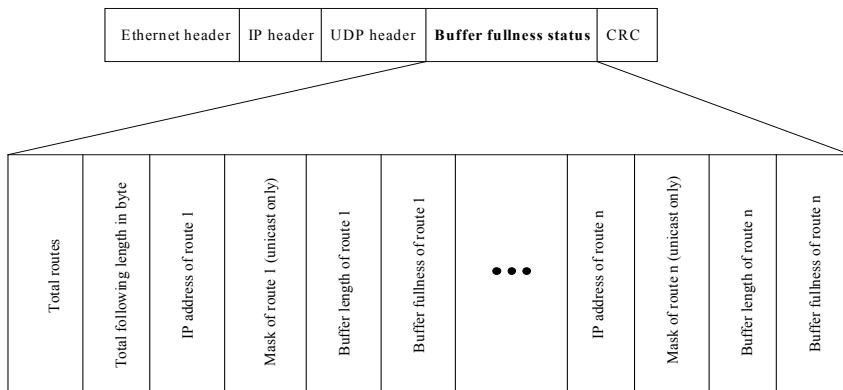 Ethernet header
IP header
UDP header
Buffer fullness status
CRC
Total routes
Total following length in byte
IP address of route 1
Mask of route 1 (unicast only)
Buffer length of route 1
Buffer fullness of route 1
•••
IP address of route n
Mask of route n (unicast only)
Buffer length of route n
Buffer fullness of route n